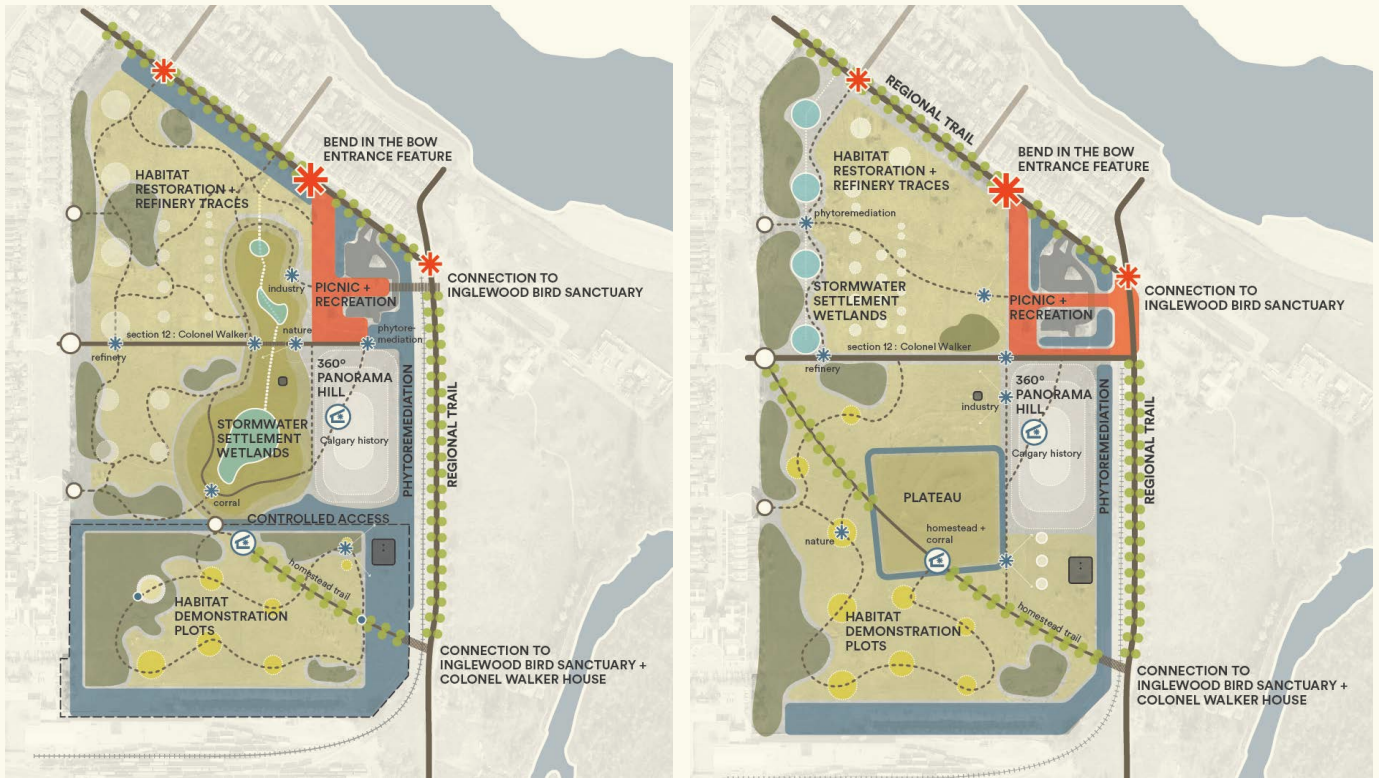 BEND IN THE BOW
ENTRANCE FEATURE
HABITAT
RESTORATION +
REFINERY TRACES
CONNECTION TO
INGLEWOOD BIRD SANCTUARY
industry
PICNIC +
RECREATION
nature
phytore-
mediation
section 12 : Colonel Walker
refinery
360°
PANORAMA
HILL
STORMWATER
SETTLEMENT
WETLANDS
Calgary history
PHYTOREMEDIATION
REGIONAL TRAIL
corral
CONTROLLED ACCESS
homestead trail
HABITAT
DEMONSTRATION
PLOTS
CONNECTION TO
INGLEWOOD BIRD SANCTUARY +
COLONEL WALKER HOUSE
REGIONAL TRAIL
BEND IN THE BOW
ENTRANCE FEATURE
HABITAT
RESTORATION +
REFINERY TRACES
phytoremediation
CONNECTION TO
INGLEWOOD BIRD SANCTUARY
STORMWATER
SETTLEMENT
WETLANDS
PICNIC +
RECREATION
section 12 : Colonel Walker
refinery
360°
PANORAMA
HILL
industry
Calgary history
PHYTOREMEDIATION
REGIONAL TRAIL
PLATEAU
homestead +
corral
nature
homestead trail
HABITAT
DEMONSTRATION
PLOTS
CONNECTION TO
INGLEWOOD BIRD SANCTUARY +
COLONEL WALKER HOUSE